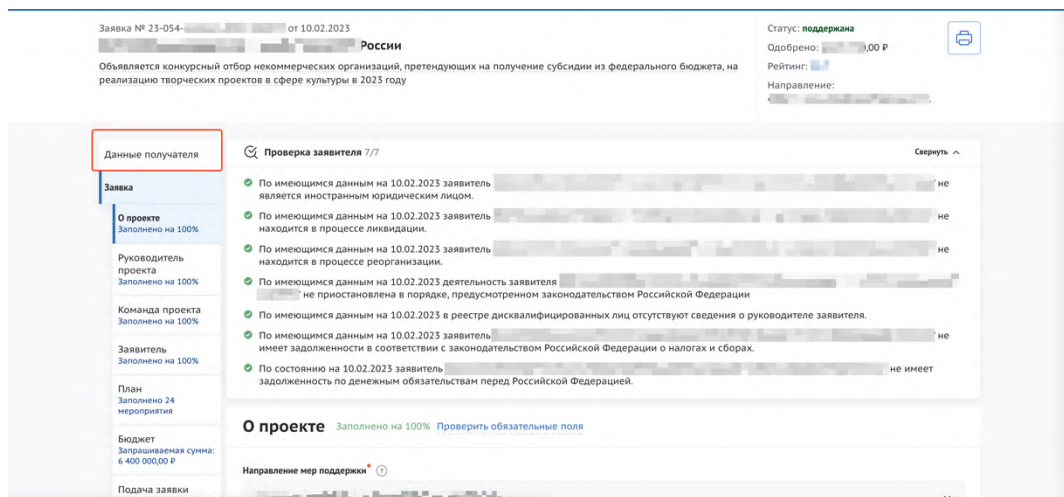 Заявка № 23-054- от 10.02.2023
России
Объявляется конкурсный отбор некоммерческих организаций, претендующих на получение субсидии из федерального бюджета, на
реализацию творческих проектов в сфере культуры в 2023 году
Статус: поддержана
Одобрено: ,00 ₽
Рейтинг:
Направление:
Данные получателя
Заявка
О проекте
Заполнено на 100%
Руководитель
проекта
Заполнено на 100%
Команда проекта
Заполнено на 100%
Заявитель
Заполнено на 100%
План
Заполнено 24
мероприятия
Бюджет
Запрашиваемая сумма:
6 400 000,00 ₽
Подача заявки
Проверка заявителя 7/7
Свернуть
По имеющимся данным на 10.02.2023 заявитель не
является иностранным юридическим лицом.
По имеющимся данным на 10.02.2023 заявитель не
находится в процессе ликвидации.
По имеющимся данным на 10.02.2023 заявитель не
находится в процессе реорганизации.
По имеющимся данным на 10.02.2023 деятельность заявителя
не приостановлена в порядке, предусмотренном законодательством Российской Федерации
По имеющимся данным на 10.02.2023 в реестре дисквалифицированных лиц отсутствуют сведения о руководителе заявителя.
По имеющимся данным на 10.02.2023 заявитель не
имеет задолженности в соответствии с законодательством Российской Федерации о налогах и сборах.
По состоянию на 10.02.2023 заявитель не имеет
задолженность по денежным обязательствам перед Российской Федерацией.
О проекте Заполнено на 100% Проверить обязательные поля
Направление мер поддержки* ?